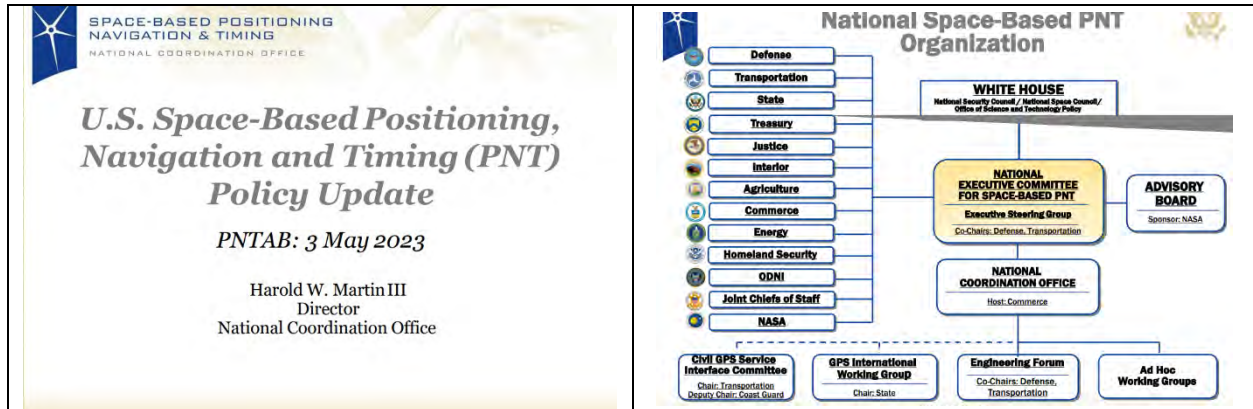 SPACE-BASED POSITIONING
NAVIGATION & TIMING
NATIONAL COORDINATION OFFICE
U.S. Space-Based Positioning,
Navigation and Timing (PNT)
Policy Update
PNTAB: 3 May 2023
Harold W. Martin III
Director
National Coordination Office
National Space-Based PNT
Organization
Defense
Transportation
State
Treasury
Justice
Interior
Agriculture
Commerce
Energy
Homeland Security
ODNI
Joint Chiefs of Staff
NASA
WHITE HOUSE
National Security Council / National Space Council/
Office of Science and Technology Policy
NATIONAL
EXECUTIVE COMMITTEE
FOR SPACE-BASED PNT
Executive Steering Group
Co-Chairs: Defense, Transportation
ADVISORY
BOARD
Sponsor: NASA
NATIONAL
COORDINATION OFFICE
Host: Commerce
Civil GPS Service
Interface Committee
Chair: Transportation
Deputy Chair: Coast Guard
GPS International
Working Group
Chair: State
Engineering Forum
Co-Chairs: Defense,
Transportation
Ad Hoc
Working Groups